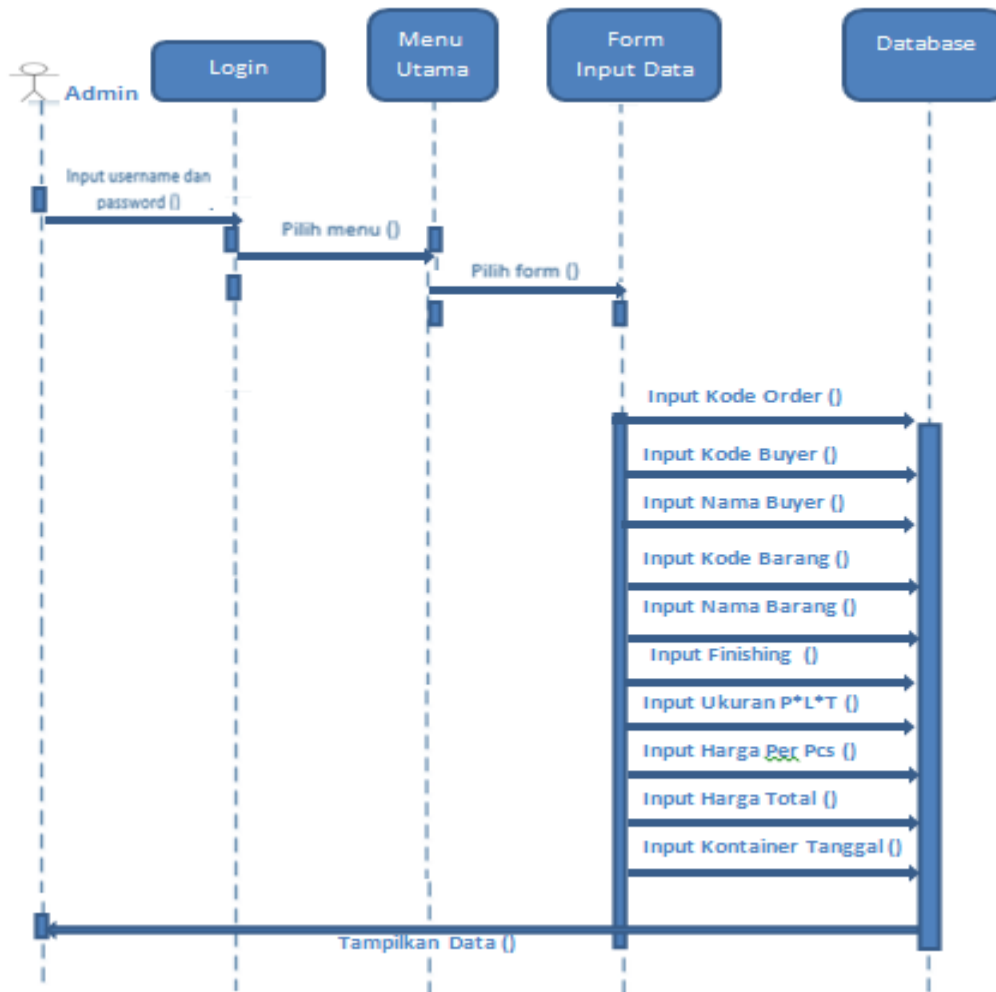 Menu
Utama
Form
Input Data
Database
Login
Admin
Input username dan
password ()
Pilih menu ()
Pilih form ()
Input Kode Order ()
Input Kode Buyer ()
Input Nama Buyer ()
Input Kode Barang ()
Input Nama Barang ()
Input Finishing ()
Input Ukuran P*L*T ()
Input Harga Per Pcs ()
Input Harga Total ()
Input Kontainer Tanggal ()
Tampilkan Data ()